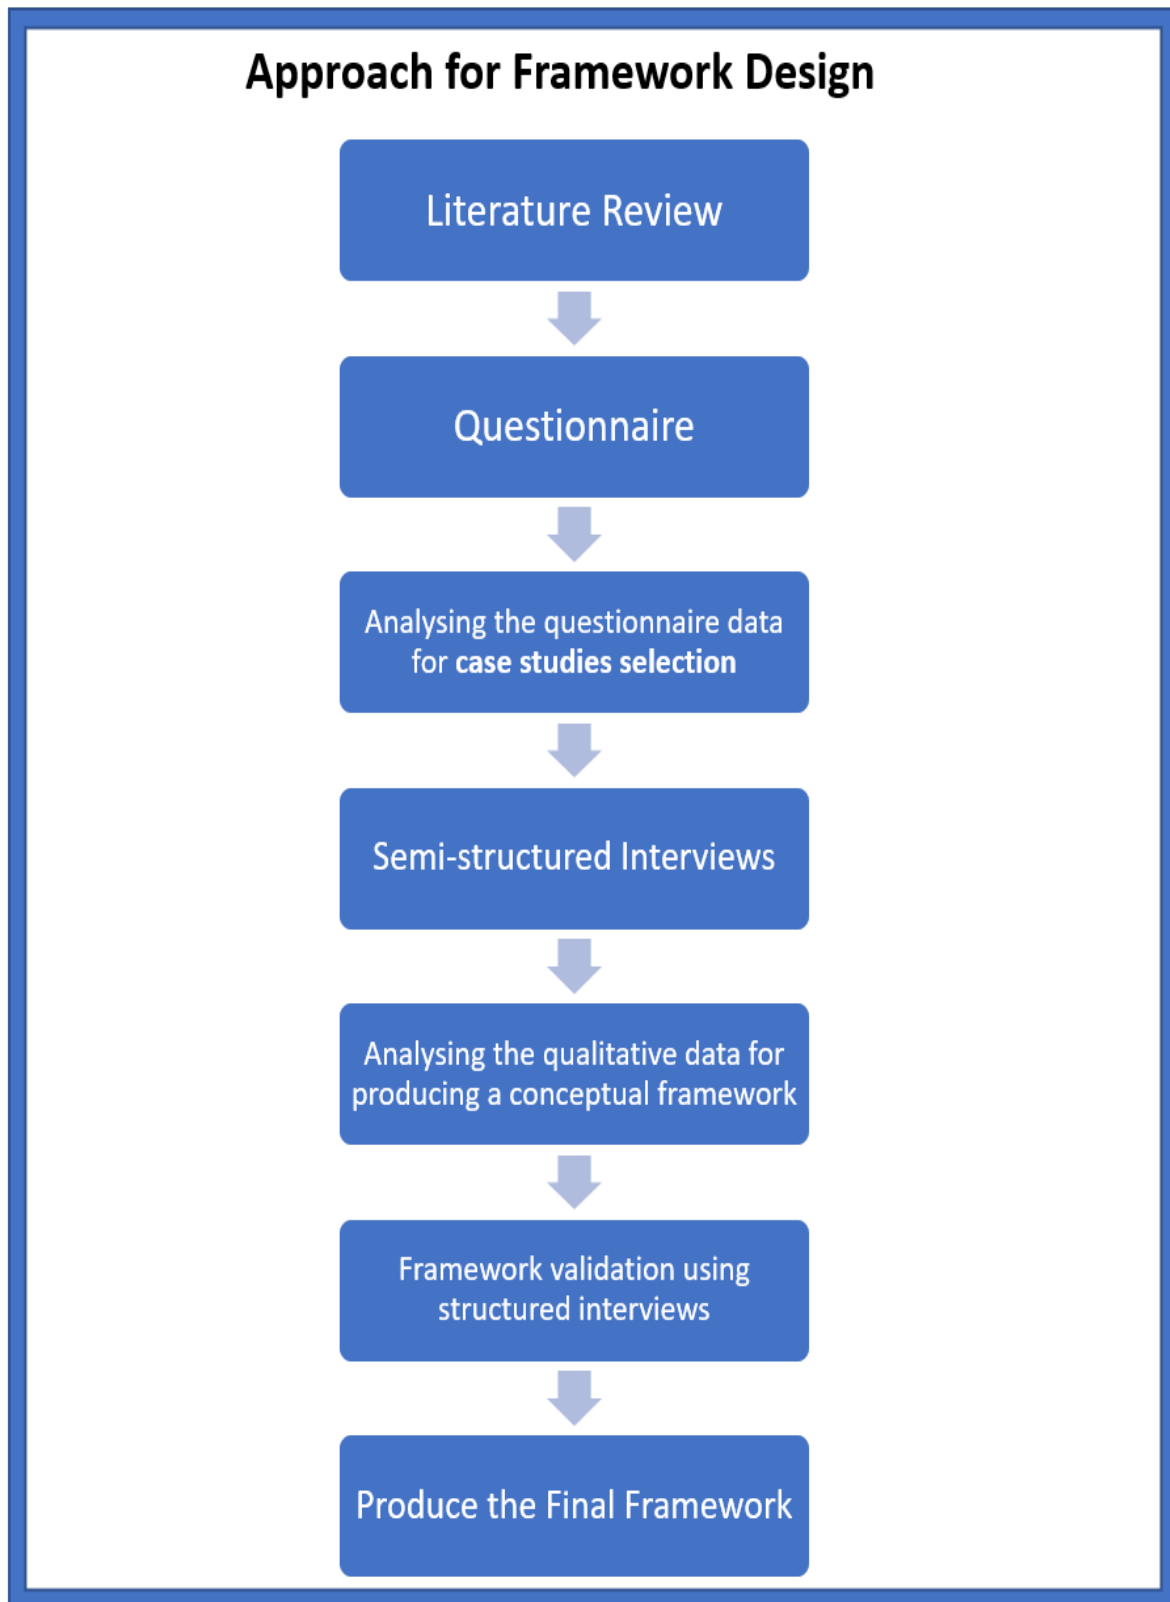 Approach for Framework Design
Literature Review
Questionnaire
Analysing the questionnaire data
for case studies selection
Semi-structured Interviews
Analysing the qualitative data for
producing a conceptual framework
Framework validation using
structured interviews
Produce the Final Framework